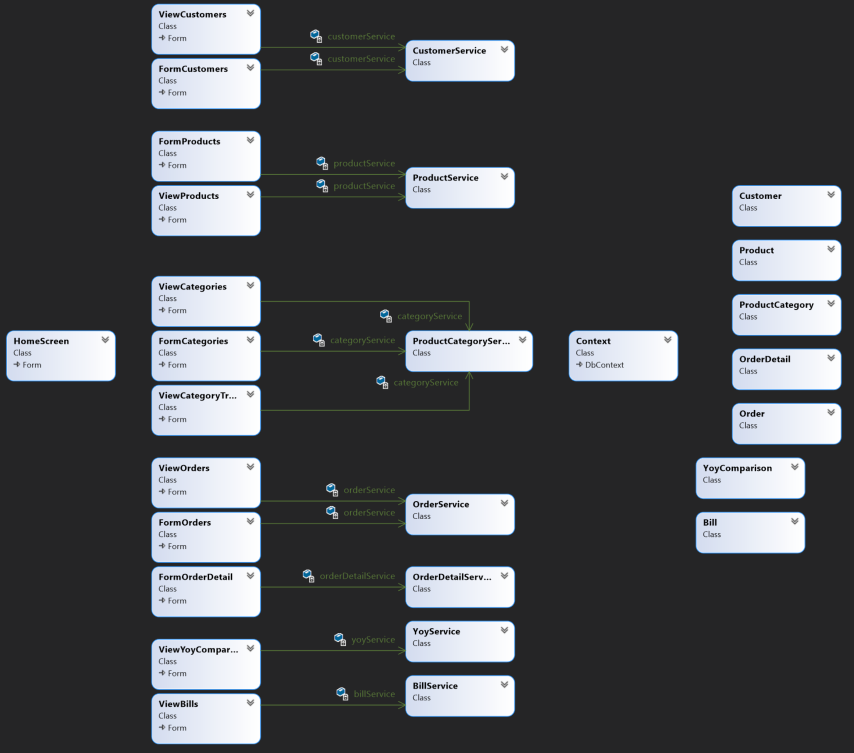 ViewCustomers
Class
Form
customerService
FormCustomers
Class
Form
customerService
CustomerService
Class
FormProducts
Class
Form
productService
ViewProducts
Class
Form
productService
ProductService
Class
Customer
Class
Product
Class
ViewCategories
Class
Form
categoryService
FormCategories
Class
Form
categoryService
ViewCategoryTr...
Class
Form
categoryService
HomeScreen
Class
Form
ProductCategorySer...
Class
Context
Class
DbContext
ProductCategory
Class
OrderDetail
Class
Order
Class
ViewOrders
Class
Form
orderService
FormOrders
Class
Form
orderService
OrderService
Class
YoyComparison
Class
Bill
Class
FormOrderDetail
Class
Form
orderDetailService
OrderDetailServ...
Class
ViewYoyCompar...
Class
Form
yoyService
YoyService
Class
ViewBills
Class
Form
billService
BillService
Class